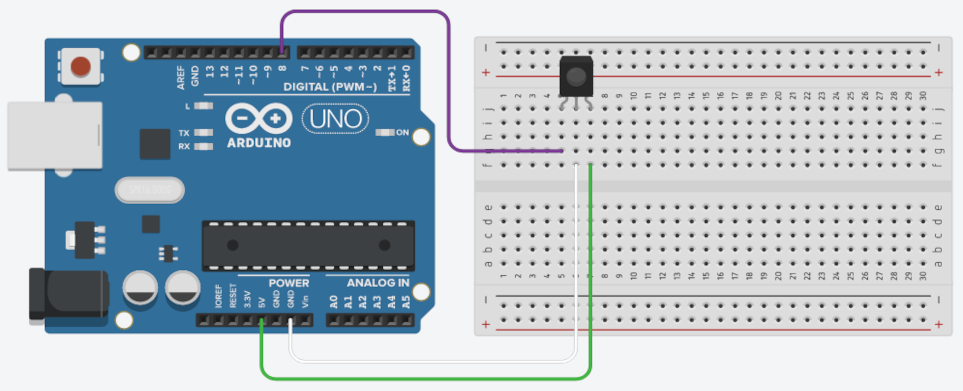 AREF
GND
13
12
~11
~10
~9
8
7
~6
~5
4
~3
2
TX→1
RX←0
DIGITAL (PWM~)
L
TX
RX
UNO
ON
ARDUINO
POWER
ANALOG IN
IOREF
RESET
3.3V
5V
GND
GND
Vin
A0
A1
A2
A3
A4
A5
1 2 3 4 5 6 7 8 9 10 11 12 13 14 15 16 17 18 19 20 21 22 23 24 25 26 27 28 29 30
j j
i i
h h
g g
f f
e e
d d
c c
b b
a a
1 2 3 4 5 6 7 8 9 10 11 12 13 14 15 16 17 18 19 20 21 22 23 24 25 26 27 28 29 30